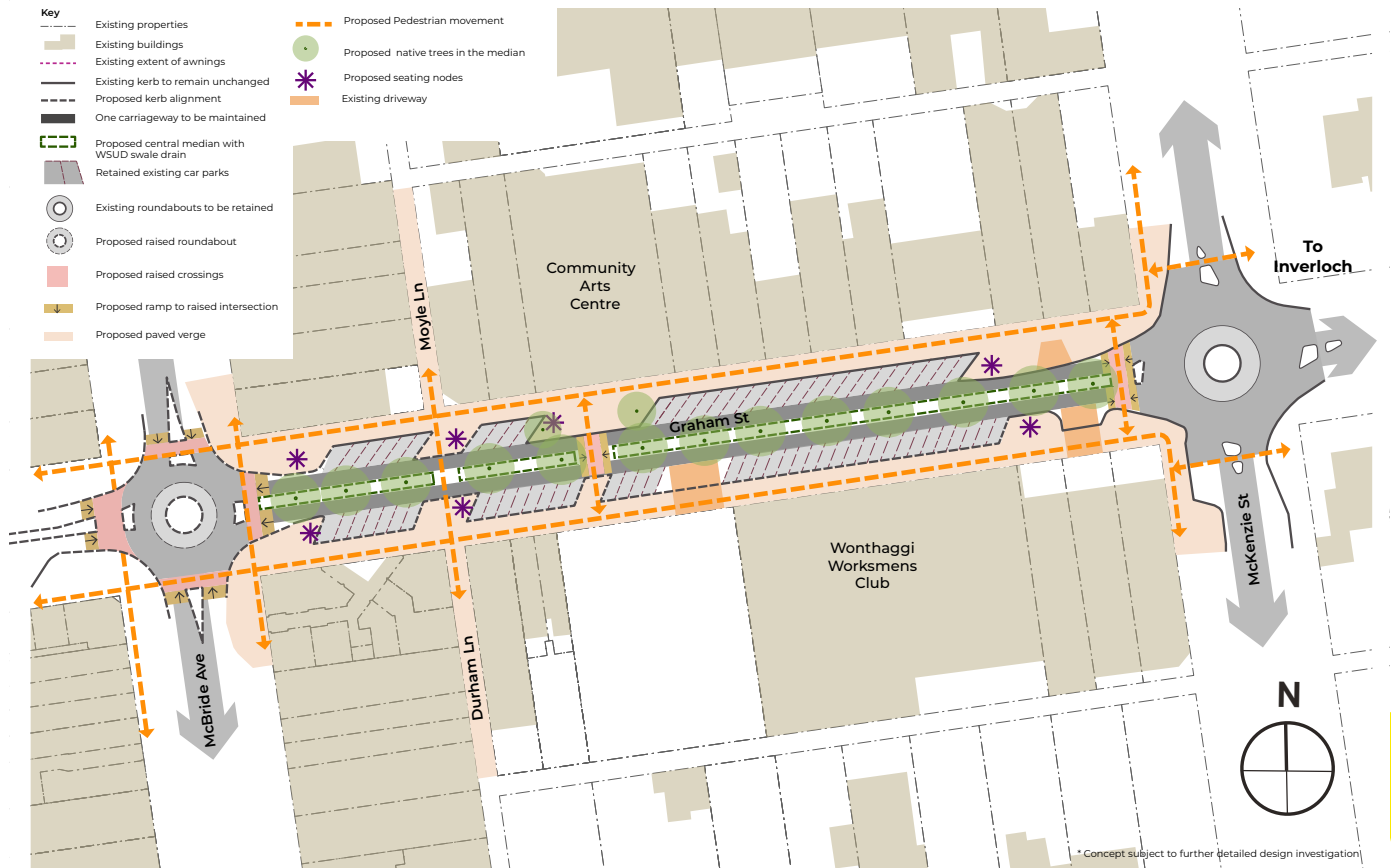 Key
Existing properties
Existing buildings
Existing extent of awnings
Existing kerb to remain unchanged
Proposed kerb alignment
One carriageway to be maintained
Proposed central median with
WSUD swale drain
Retained existing car parks
Existing roundabouts to be retained
Proposed raised roundabout
Proposed raised crossings
Proposed ramp to raised intersection
Proposed paved verge
Proposed Pedestrian movement
Proposed native trees in the median
Proposed seating nodes
Existing driveway
To
Inverloch
Community
Arts
Centre
Moyle Ln
Graham St
Wonthaggi
Worksmens
Club
McKenzie St
Durham Ln
McBride Ave
N
* Concept subject to further detailed design investigation